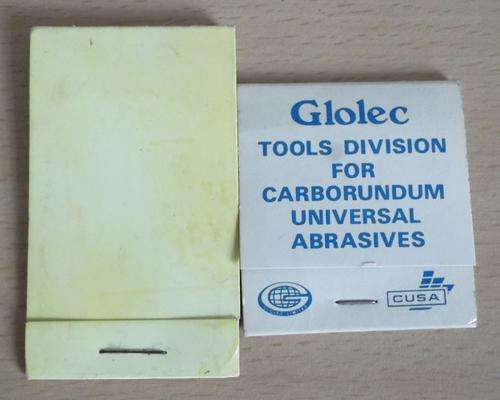 Glolec
TOOLS DIVISION
FOR
CARBORUNDUM
UNIVERSAL
ABRASIVES
CUSA